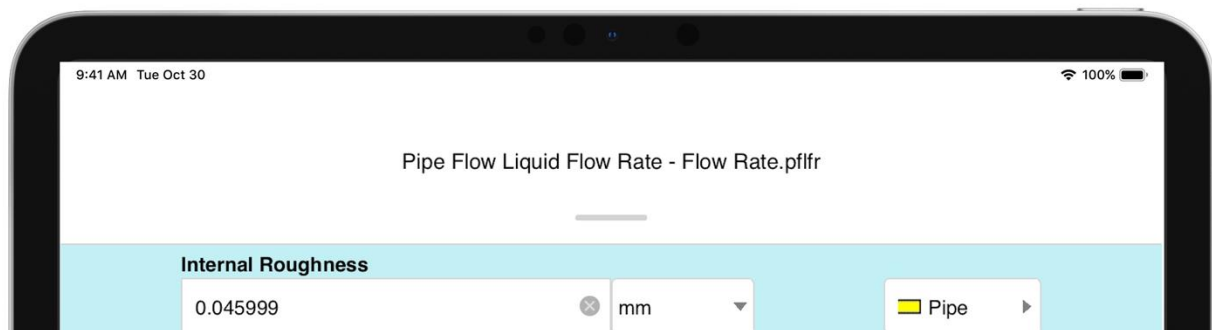 9:41 AM Tue Oct 30 100%
Pipe Flow Liquid Flow Rate - Flow Rate.pflfr
Internal Roughness
0.045999 mm Pipe